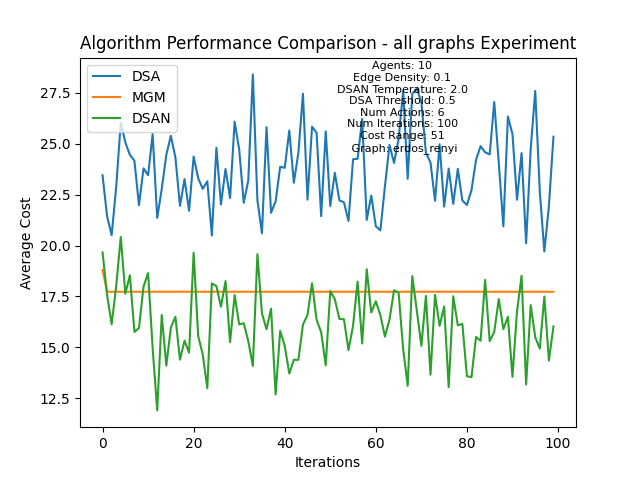 Algorithm Performance Comparison - all graphs Experiment
DSA
MGM
DSAN
Agents: 10
Edge Density: 0.1
DSAN Temperature: 2.0
DSA Threshold: 0.5
Num Actions: 6
Num Iterations: 100
Cost Range: 51
Graph: erdos_renyi
Average Cost
27.5
25.0
22.5
20.0
17.5
15.0
12.5
0 20 40 60 80 100
Iterations